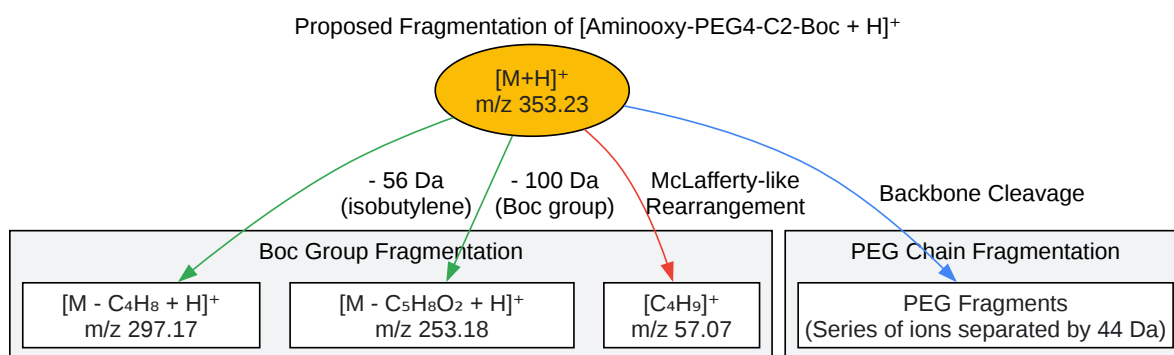 Proposed Fragmentation of [Aminooxy-PEG4-C2-Boc + H]⁺
[M+H]⁺
m/z 353.23
- 56 Da
(isobutylene)
- 100 Da
(Boc group)
McLafferty-like
Rearrangement
Backbone Cleavage
Boc Group Fragmentation
PEG Chain Fragmentation
[M - C₄H₈ + H]⁺
m/z 297.17
[M - C₅H₈O₂ + H]⁺
m/z 253.18
[C₄H₉]⁺
m/z 57.07
PEG Fragments
(Series of ions separated by 44 Da)